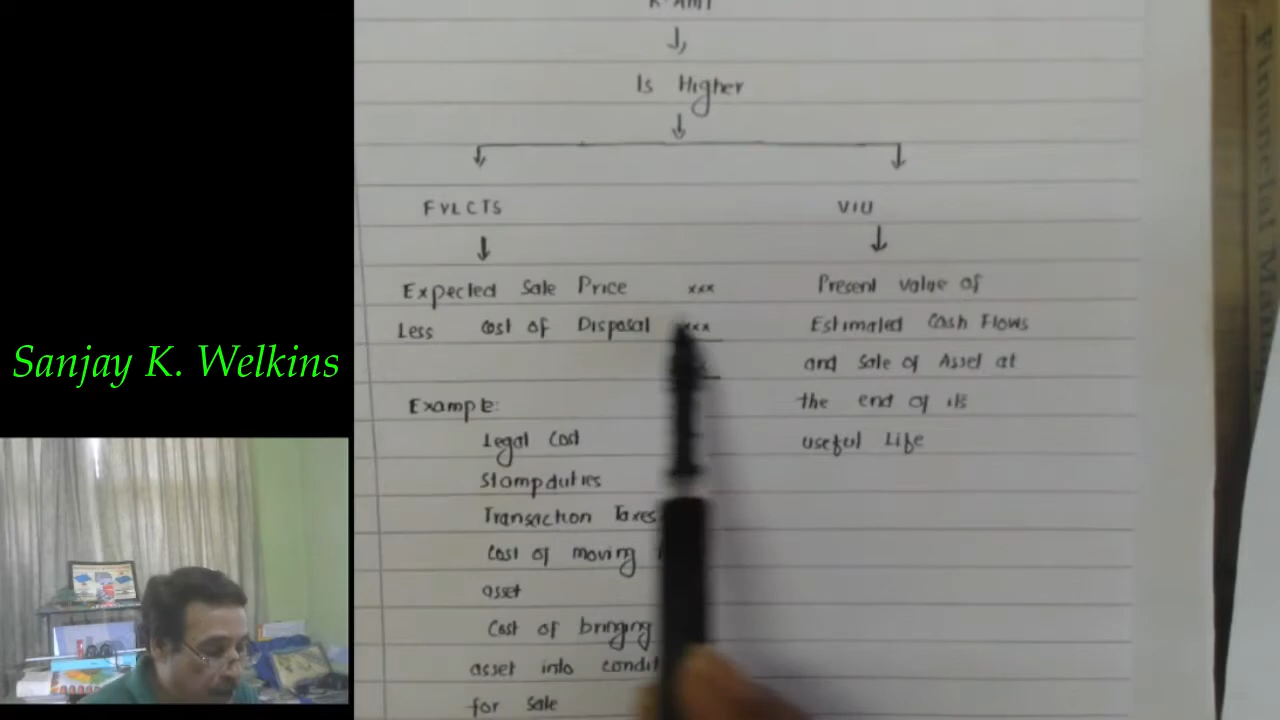 R.Amt
Is Higher
FVLCTS
VIU
Expected Sale Price xxx
Less Cost of Disposal xxx
Example:
Legal Cost
Stampduties
Transaction Taxes
Cost of moving
asset
Cost of bringing
asset into
for Sale
Present value of
Estimated Cash Flows
and Sale of Asset at
the end of its
useful Life
Sanjay K. Welkins